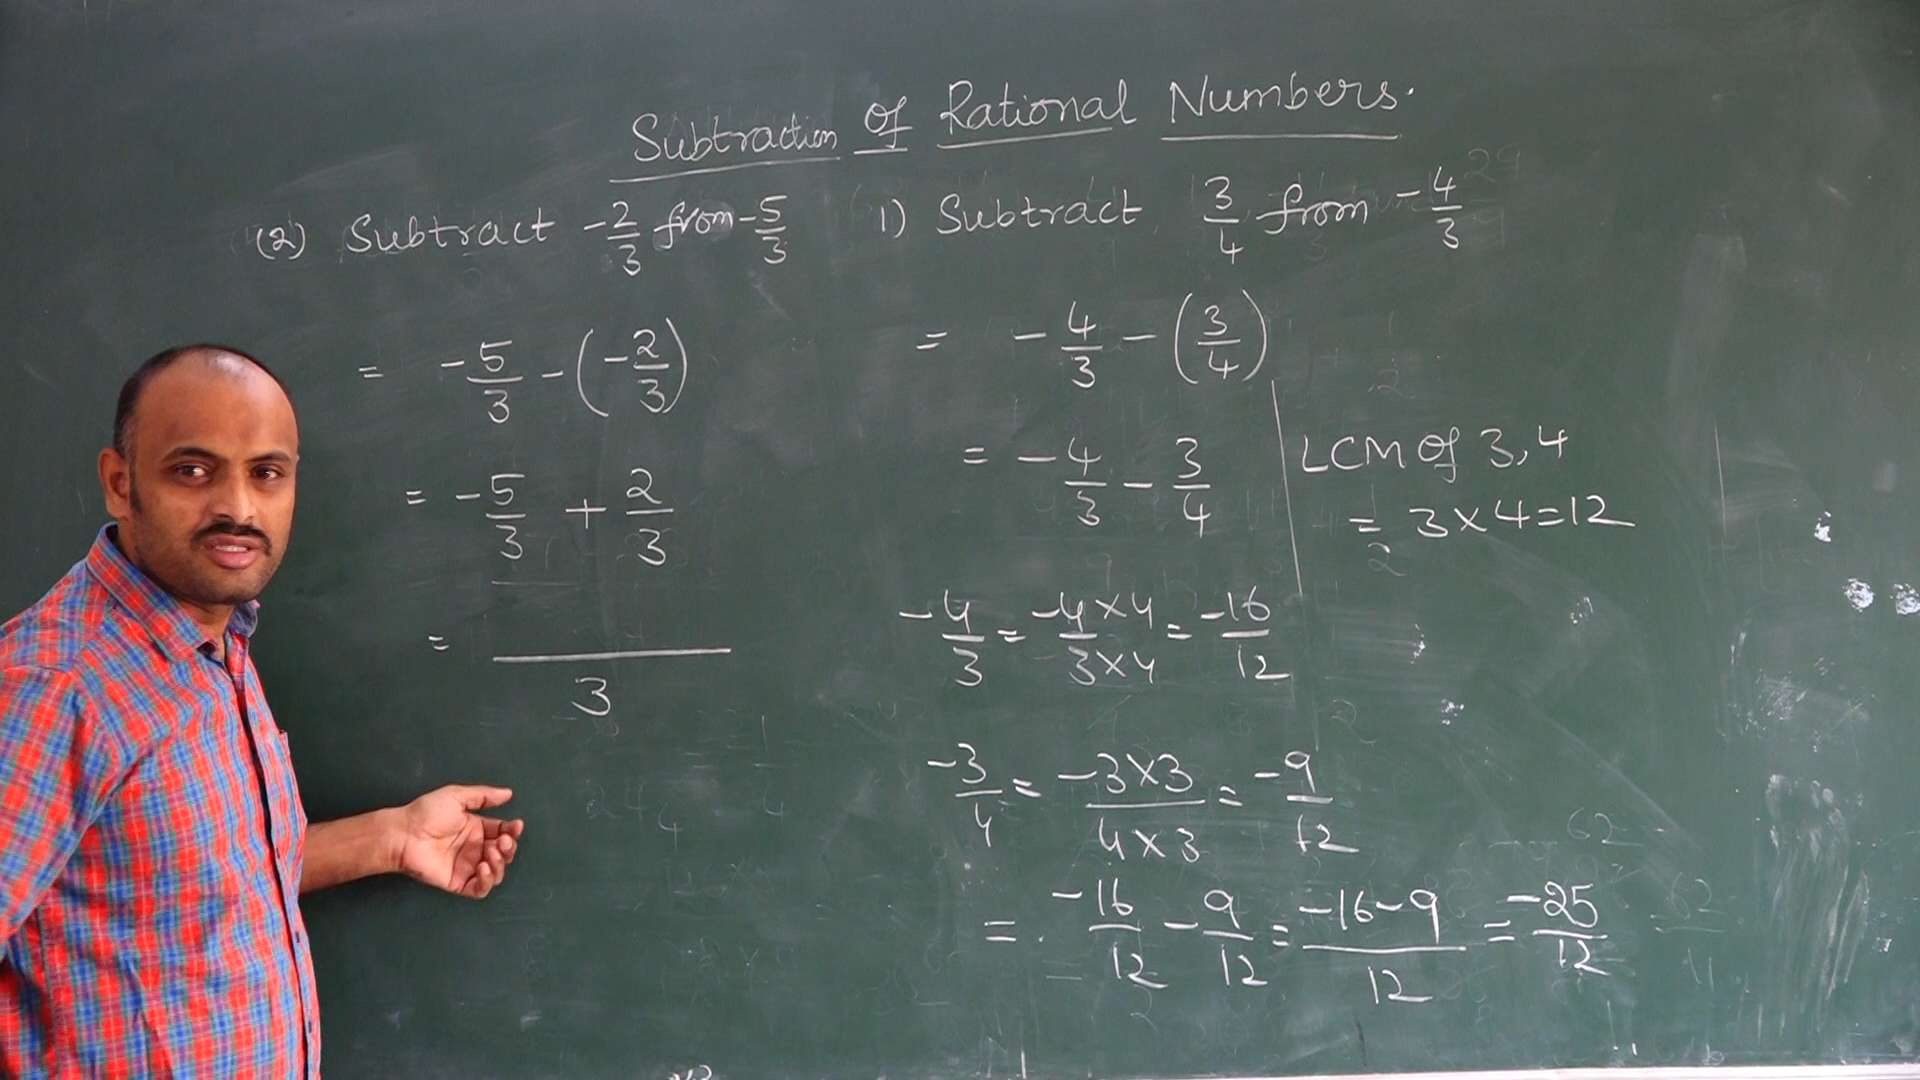 Subtraction of Rational Numbers.
(2) Subtract -2/3 from -5/3
= -5/3 - (-2/3)
= -5/3 + 2/3
= /3
1) Subtract 3/4 from -4/3
= -4/3 - (3/4)
= -4/3 - 3/4
LCM of 3,4
= 3×4=12
-4/3 = -4×4/3×4 = -16/12
-3/4 = -3×3/4×3 = -9/12
= -16/12 - 9/12 = -16-9/12 = -25/12